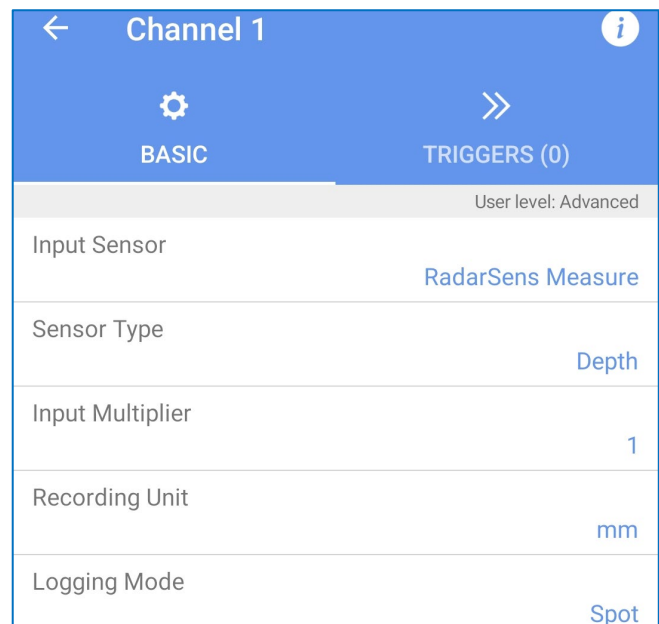 Channel 1
BASIC
TRIGGERS (0)
User level: Advanced
Input Sensor
RadarSens Measure
Sensor Type
Depth
Input Multiplier
1
Recording Unit
mm
Logging Mode
Spot